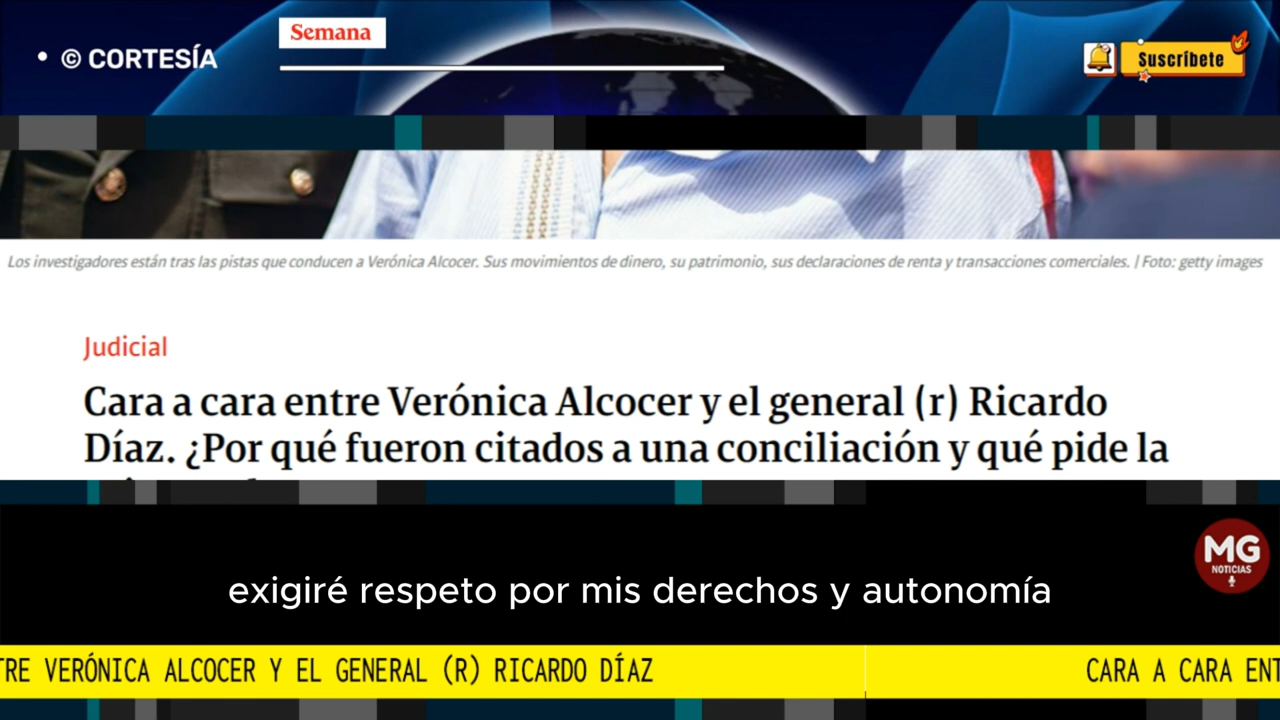 Semana
• © CORTESÍA
Suscríbete
Los investigadores están tras las pistas que conducen a Verónica Alcocer. Sus movimientos de dinero, su patrimonio, sus declaraciones de renta y transacciones comerciales. | Foto: getty images
Judicial
Cara a cara entre Verónica Alcocer y el general (r) Ricardo
Díaz. ¿Por qué fueron citados a una conciliación y qué pide la
MG
NOTICIAS
exigiré respeto por mis derechos y autonomía
TRE VERÓNICA ALCOCER Y EL GENERAL (R) RICARDO DÍAZ
CARA A CARA ENT